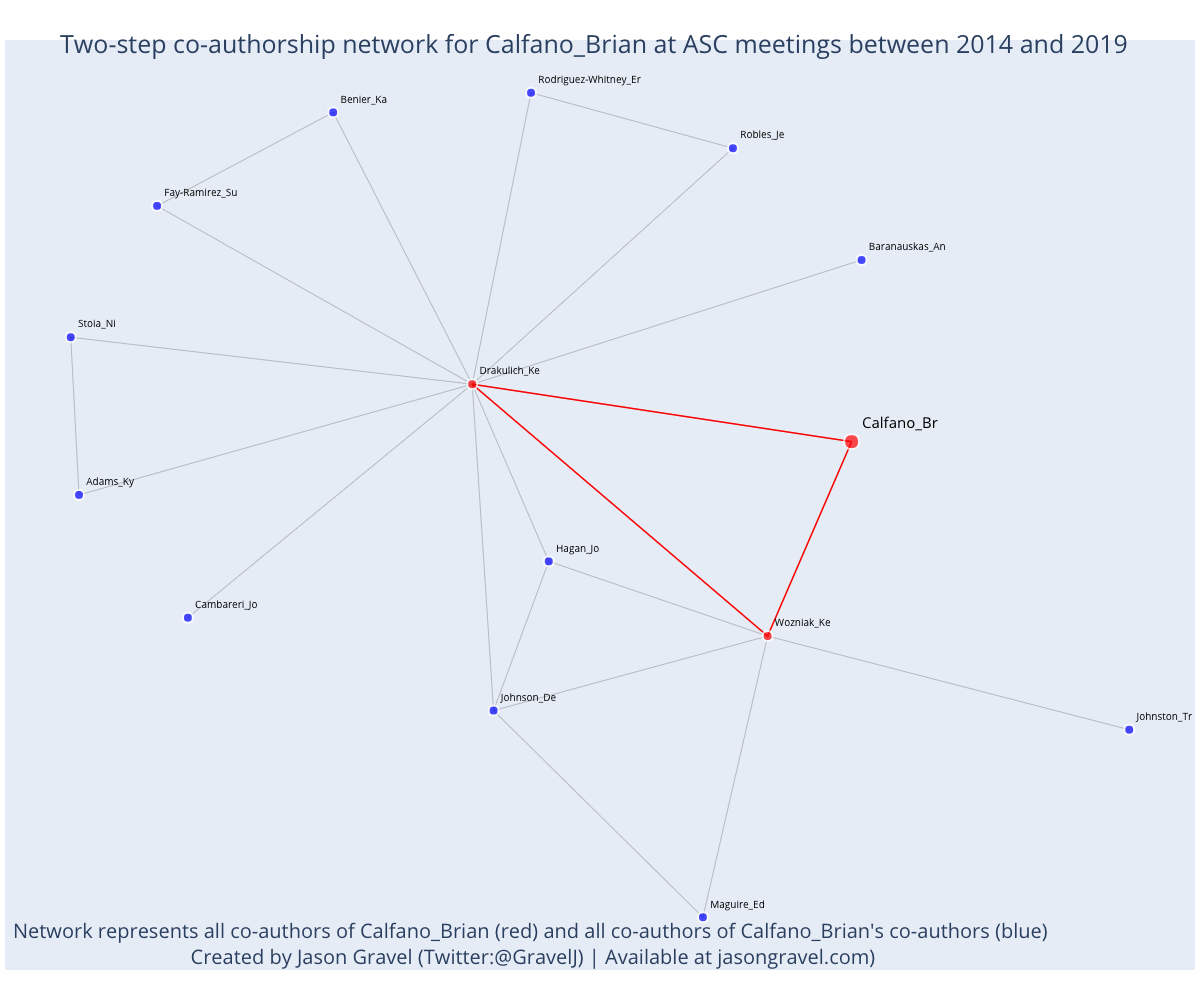 Two-step co-authorship network for Calfano_Brian at ASC meetings between 2014 and 2019
Rodriguez-Whitney_Er
Benier_Ka
Robles_Je
Fay-Ramirez_Su
Baranauskas_An
Stoia_Ni
Drakulich_Ke
Calfano_Br
Adams_Ky
Hagan_Jo
Cambareri_Jo
Wozniak_Ke
Johnson_De
Johnston_Tr
Maguire_Ed
Network represents all co-authors of Calfano_Brian (red) and all co-authors of Calfano_Brian's co-authors (blue)
Created by Jason Gravel (Twitter:@GravelJ) | Available at jasongravel.com)